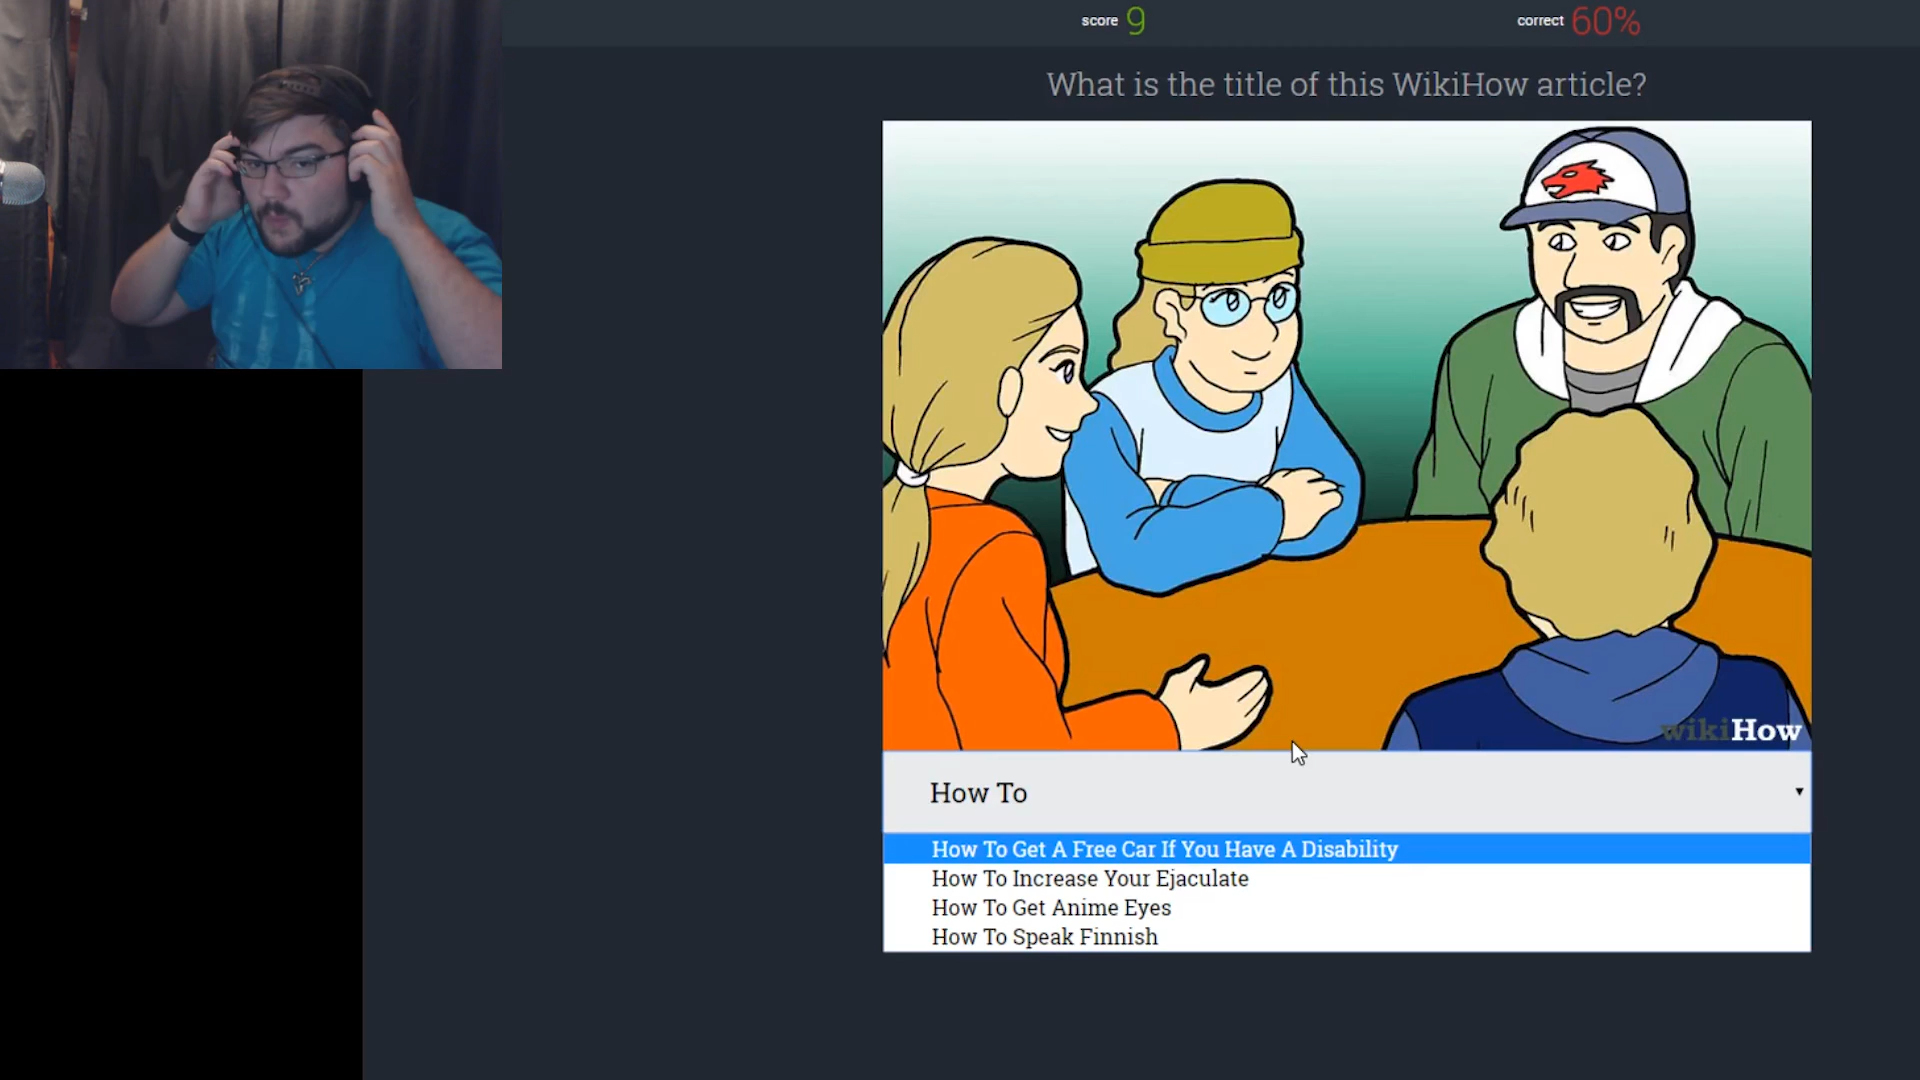 score 9
correct 60%
What is the title of this WikiHow article?
wikiHow
How To
How To Get A Free Car If You Have A Disability
How To Increase Your Ejaculate
How To Get Anime Eyes
How To Speak Finnish